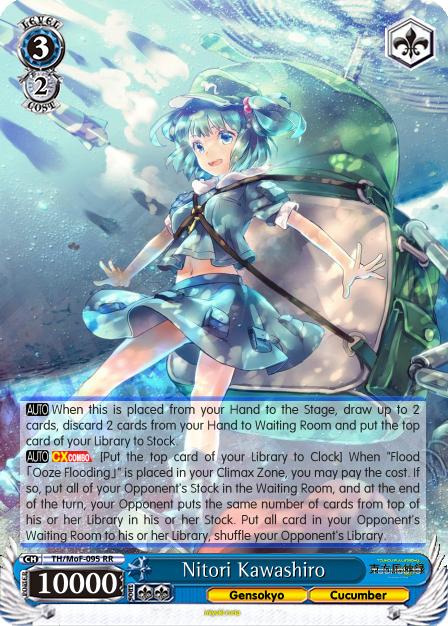 LEVEL
3
2
COST
AUTO When this is placed from your Hand to the Stage, draw up to 2
cards, discard 2 cards from your Hand to Waiting Room and put the top
card of your Library to Stock.
AUTO CXCOMBO [Put the top card of your Library to Clock] When "Flood
「Ooze Flooding」" is placed in your Climax Zone, you may pay the cost. If
so, put all of your Opponent's Stock in the Waiting Room, and at the end
of the turn, your Opponent puts the same number of cards from top
of his or her Library in his or her Stock. Put all card in your Opponent's
Waiting Room to his or her Library, shuffle your Opponent's Library.
CH TH/MoF-095 RR
POWER 10000 SOUL Nitori Kawashiro
Gensokyo Cucumber